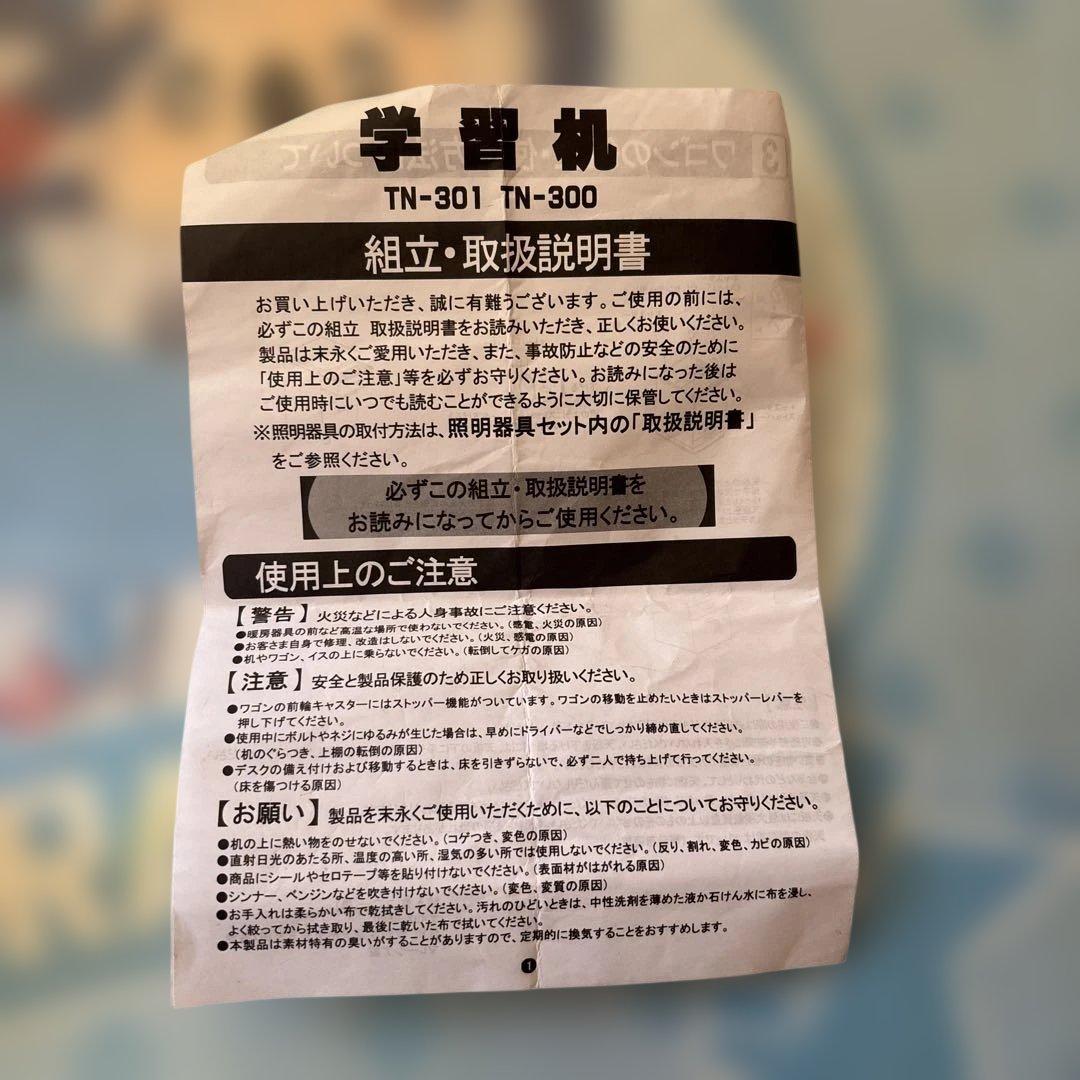 学習机
TN-301 TN-300
組立・取扱説明書
お買い上げいただき、誠に有難うございます。ご使用の前には、
必ずこの組立 取扱説明書をお読みいただき、正しくお使いください。
製品は末永くご愛用いただき、また、事故防止などの安全のために
「使用上のご注意」等を必ずお守りください。お読みになった後は
ご使用時にいつでも読むことができるように大切に保管してください。
※照明器具の取付方法は、照明器具セット内の「取扱説明書」
をご参照ください。
必ずこの組立・取扱説明書を
お読みになってからご使用ください。
使用上のご注意
【警告】火災などによる人身事故にご注意ください。
●暖房器具の前など高温な場所で使わないでください。(感電、火災の原因)
●お客さま自身で修理、改造はしないでください。(火災、感電の原因)
●机やワゴン、イスの上に乗らないでください。(転倒してケガの原因)
【注意】安全と製品保護のため正しくお取り扱いください。
●ワゴンの前輪キャスターにはストッパー機能がついています。ワゴンの移動を止めたいときはストッパーレバーを
押し下げてください。
●使用中にボルトやネジにゆるみが生じた場合は、早めにドライバーなどでしっかり締め直してください。
(机のぐらつき、上棚の転倒の原因)
●デスクの備え付けおよび移動するときは、床を引きずらないで、必ず二人で持ち上げて行ってください。
(床を傷つける原因)
【お願い】製品を末永くご使用いただくために、以下のことについてお守りください。
●机の上に熱い物をのせないでください。(コゲつき、変色の原因)
●直射日光のあたる所、温度の高い所、湿気の多い所では使用しないでください。(反り、割れ、変色、カビの原因)
●商品にシールやセロテープ等を貼り付けないでください。(表面材がはがれる原因)
●シンナー、ベンジンなどを吹き付けないでください。(変色、変質の原因)
●お手入れは柔らかい布で乾拭きしてください。汚れのひどいときは、中性洗剤を薄めた液か石けん水に布を浸し、
よく絞ってから拭き取り、最後に乾いた布で拭いてください。
●本製品は素材特有の臭いがすることがありますので、定期的に換気することをおすすめします。
1